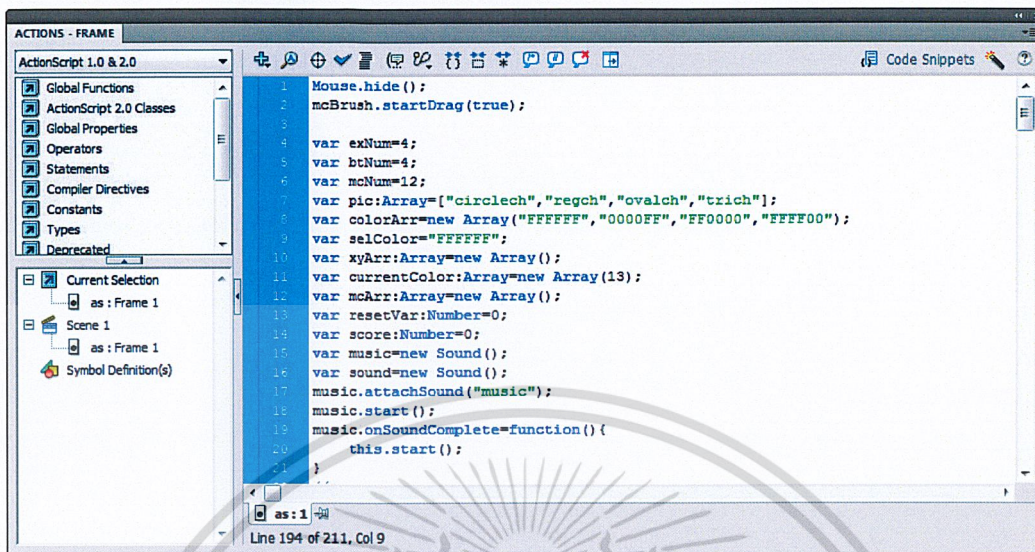 ACTIONS - FRAME
ActionScript 1.0 & 2.0
Code Snippets
Global Functions
ActionScript 2.0 Classes
Global Properties
Operators
Statements
Compiler Directives
Constants
Types
Deprecated
Current Selection
as : Frame 1
Scene 1
as : Frame 1
Symbol Definition(s)
1 Mouse.hide();
2 mcBrush.startDrag(true);
3
4 var exNum=4;
5 var btNum=4;
6 var mcNum=12;
7 var pic:Array=["circlech","regch","ovalch","trich"];
8 var colorArr=new Array("FFFFFF","0000FF","FF0000","FFFF00");
9 var selColor="FFFFFF";
10 var xyArr:Array=new Array();
11 var currentColor:Array=new Array(13);
12 var mcArr:Array=new Array();
13 var resetVar:Number=0;
14 var score:Number=0;
15 var music=new Sound();
16 var sound=new Sound();
17 music.attachSound("music");
18 music.start();
19 music.onSoundComplete=function(){
20 this.start();
21 }
as : 1
Line 194 of 211, Col 9